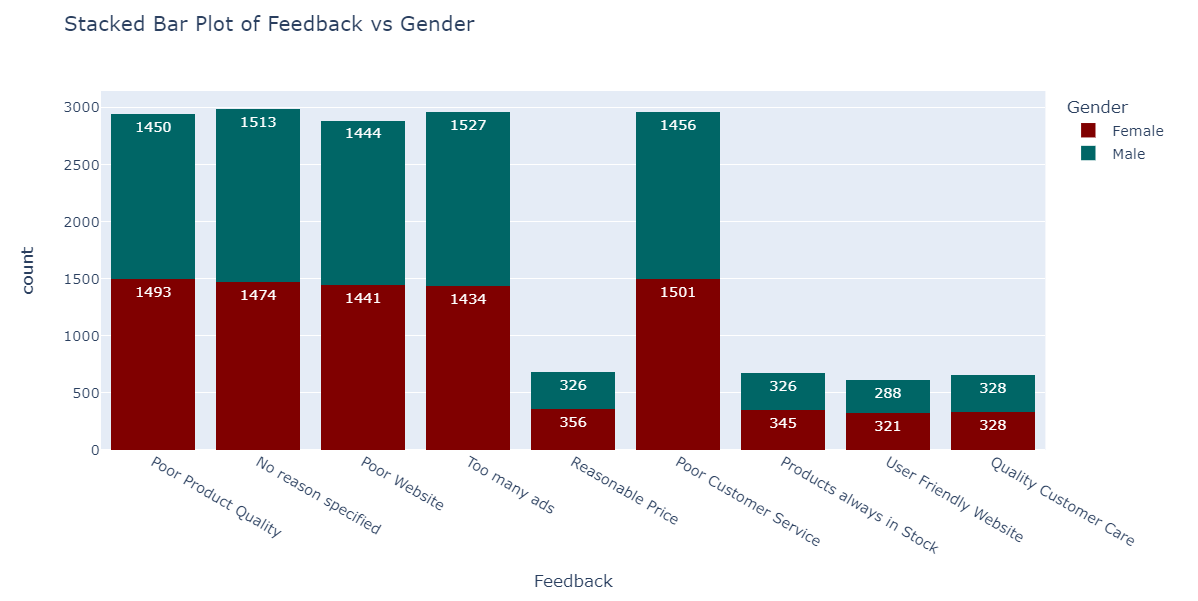 Stacked Bar Plot of Feedback vs Gender
Gender
Female
Male
count
3000
2500
2000
1500
1000
500
0
1450
1513
1444
1527
326
1456
326
288
328
1493
1474
1441
1434
356
1501
345
321
328
Poor Product Quality
No reason specified
Poor Website
Too many ads
Reasonable Price
Poor Customer Service
Products always in Stock
User Friendly Website
Quality Customer Care
Feedback